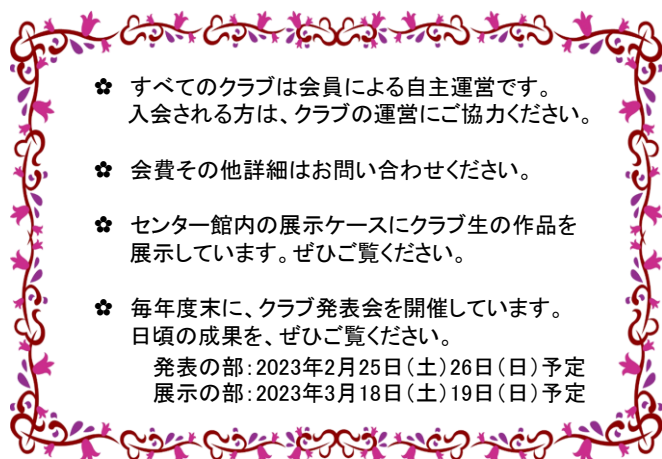 ✿ すべてのクラブは会員による自主運営です。
入会される方は、クラブの運営にご協力ください。
✿ 会費その他詳細はお問い合わせください。
✿ センター館内の展示ケースにクラブ生の作品を
展示しています。ぜひご覧ください。
✿ 毎年度末に、クラブ発表会を開催しています。
日頃の成果を、ぜひご覧ください。
発表の部：2023年2月25日（土）26日（日）予定
展示の部：2023年3月18日（土）19日（日）予定